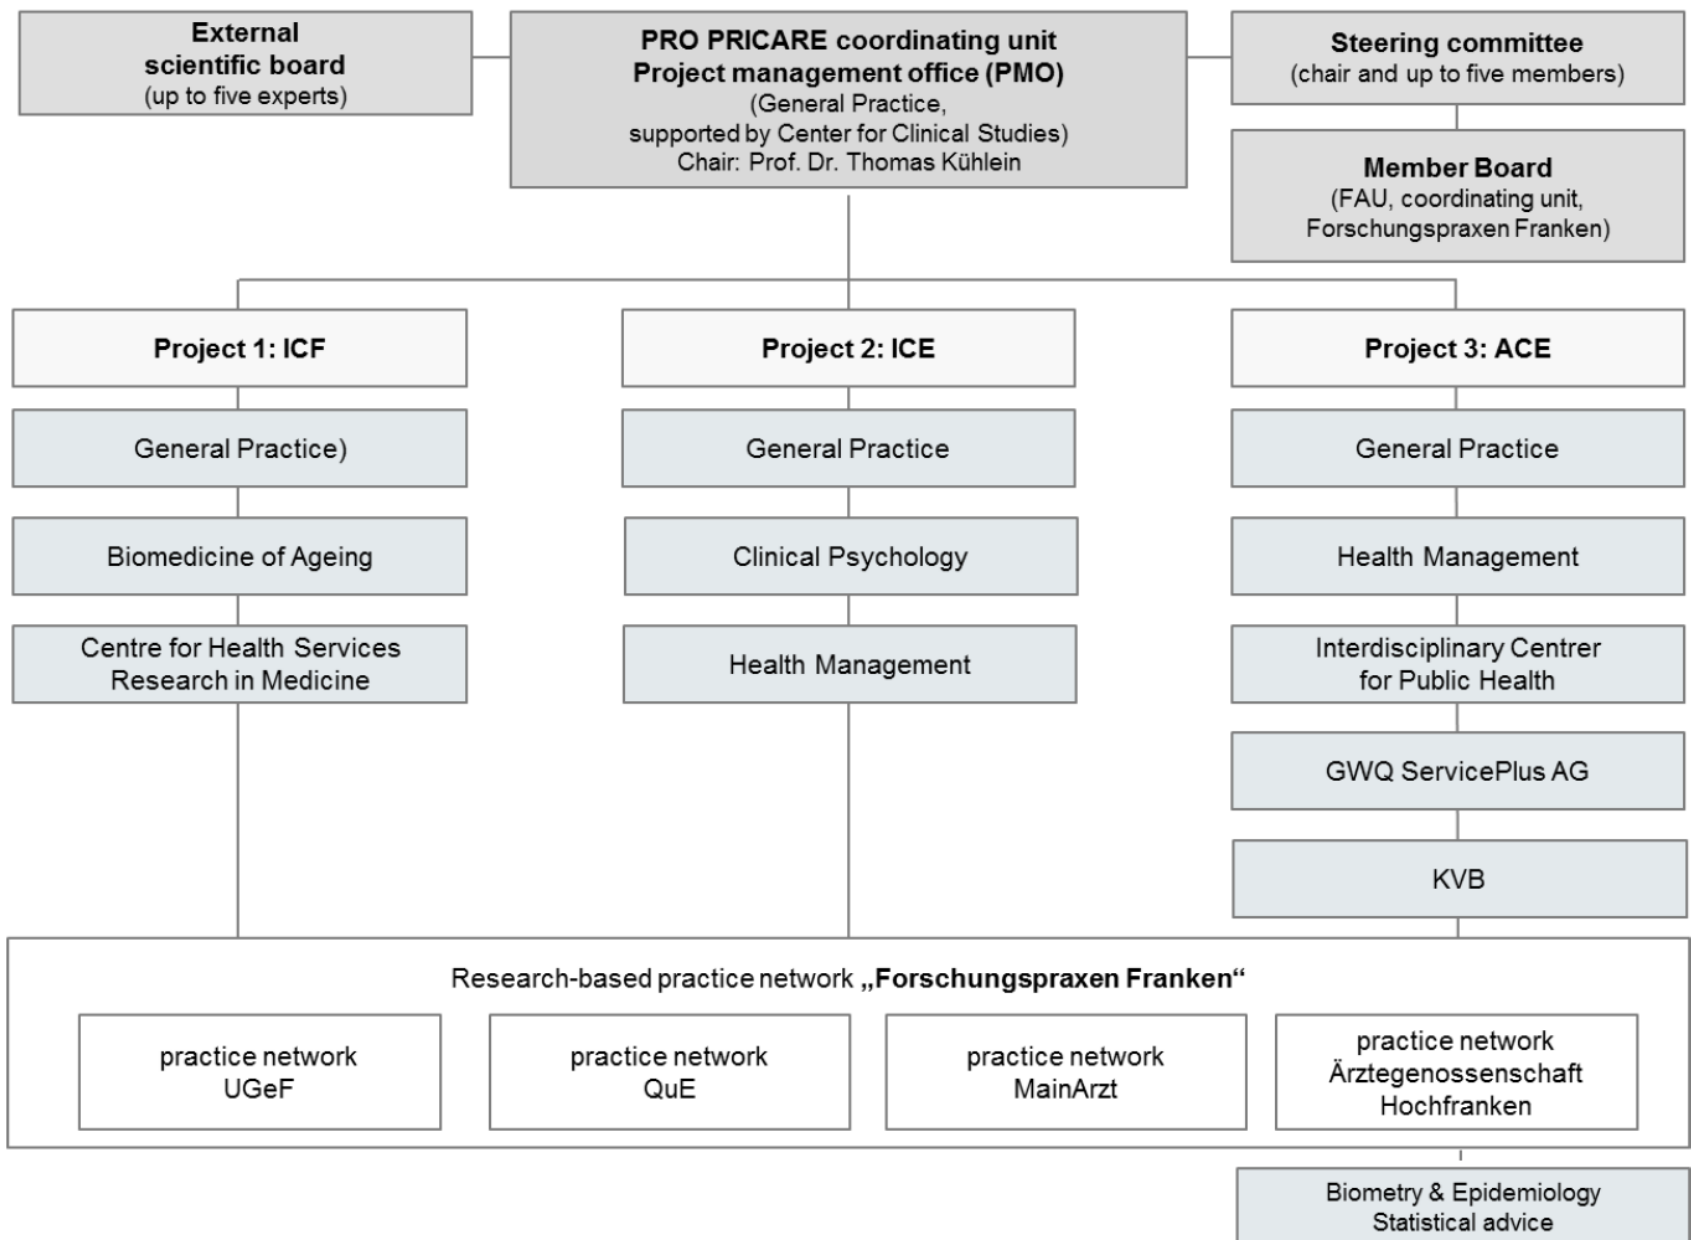 External
scientific board
(up to five experts)
PRO PRICARE coordinating unit
Project management office (PMO)
(General Practice,
supported by Center for Clinical Studies)
Chair: Prof. Dr. Thomas Kühlein
Steering committee
(chair and up to five members)
Member Board
(FAU, coordinating unit,
Forschungspraxen Franken)
Project 1: ICF
Project 2: ICE
Project 3: ACE
General Practice)
General Practice
General Practice
Biomedicine of Ageing
Clinical Psychology
Health Management
Centre for Health Services
Research in Medicine
Health Management
Interdisciplinary Centrer
for Public Health
GWQ ServicePlus AG
KVB
Research-based practice network „Forschungspraxen Franken“
practice network
UGeF
practice network
QuE
practice network
MainArzt
practice network
Ärztegenossenschaft
Hochfranken
Biometry & Epidemiology
Statistical advice